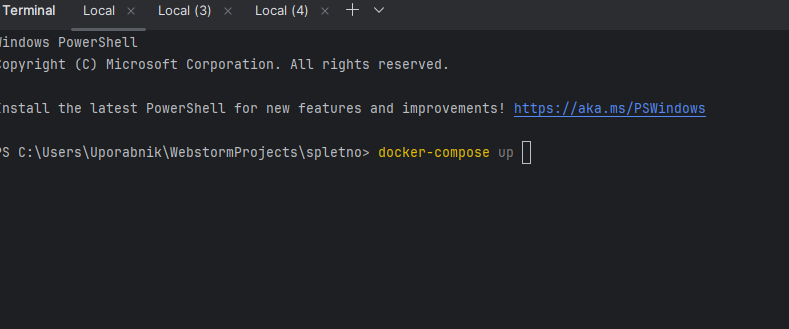 Terminal Local × Local (3) × Local (4) ×
Windows PowerShell
Copyright (C) Microsoft Corporation. All rights reserved.
Install the latest PowerShell for new features and improvements! https://aka.ms/PSWindows
PS C:\Users\Uporabnik\WebstormProjects\spletno> docker-compose up